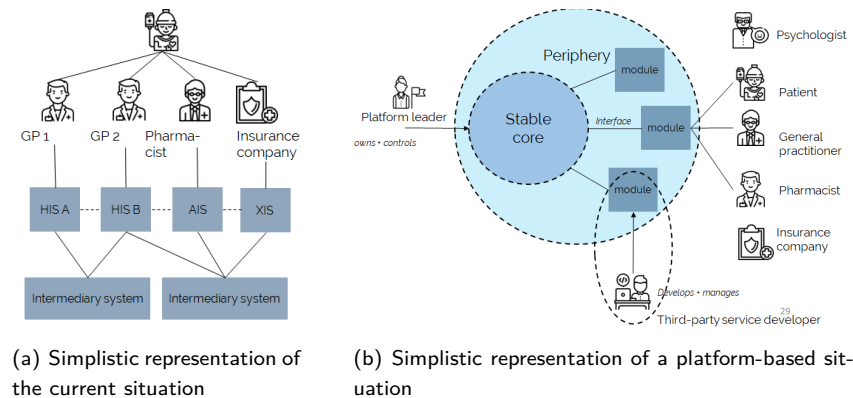 GP 1
GP 2
Pharma-
cist
Insurance
company
HIS A
HIS B
AIS
XIS
Intermediary system
Intermediary system
(a) Simplistic representation of
the current situation
Periphery
module
Platform leader
owns + controls
Stable
core
Interface
module
module
Develops + manages
29
Third-party service developer
Psychologist
Patient
General
practitioner
Pharmacist
Insurance
company
(b) Simplistic representation of a platform-based sit-
uation